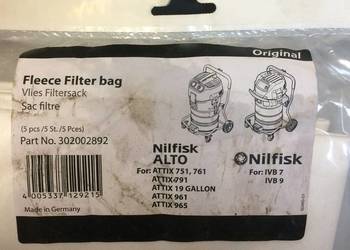 Original
Fleece Filter bag
Vlies Filtersack
Sac filtre
(5 pcs /5 St. /5 Pces)
Part No. 302002892
4 005337 129215
Made in Germany
Nilfisk
ALTO
For: ATTIX 751, 761
ATTIX 791
ATTIX 19 GALLON
ATTIX 961
ATTIX 965
Nilfisk
For: IVB 7
IVB 9